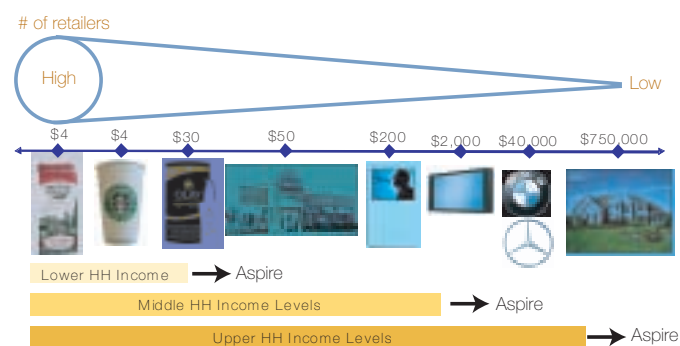 # of retailers
High
Low
$4
$4
$30
$50
$200
$2,000
$40,000
$750,000
Lower HH Income
Aspire
Middle HH Income Levels
Aspire
Upper HH Income Levels
Aspire